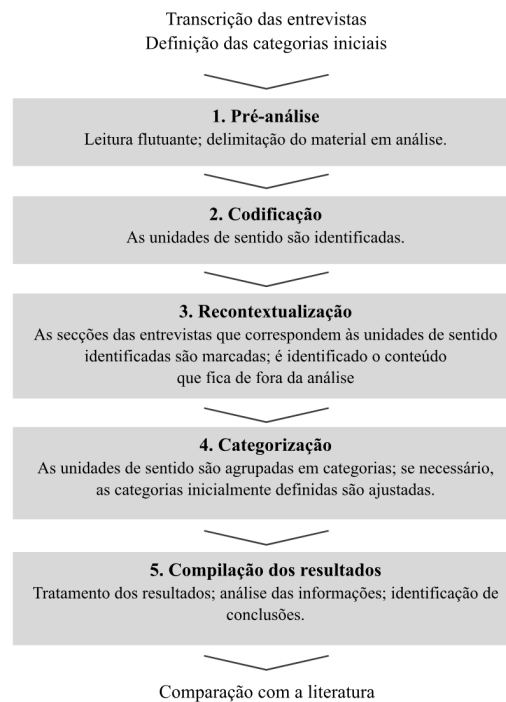 Transcrição das entrevistas
Definição das categorias iniciais
1. Pré-análise
Leitura flutuante; delimitação do material em análise.
2. Codificação
As unidades de sentido são identificadas.
3. Recontextualização
As secções das entrevistas que correspondem às unidades de sentido
identificadas são marcadas; é identificado o conteúdo
que fica de fora da análise
4. Categorização
As unidades de sentido são agrupadas em categorias; se necessário,
as categorias inicialmente definidas são ajustadas.
5. Compilação dos resultados
Tratamento dos resultados; análise das informações; identificação de
conclusões.
Comparação com a literatura